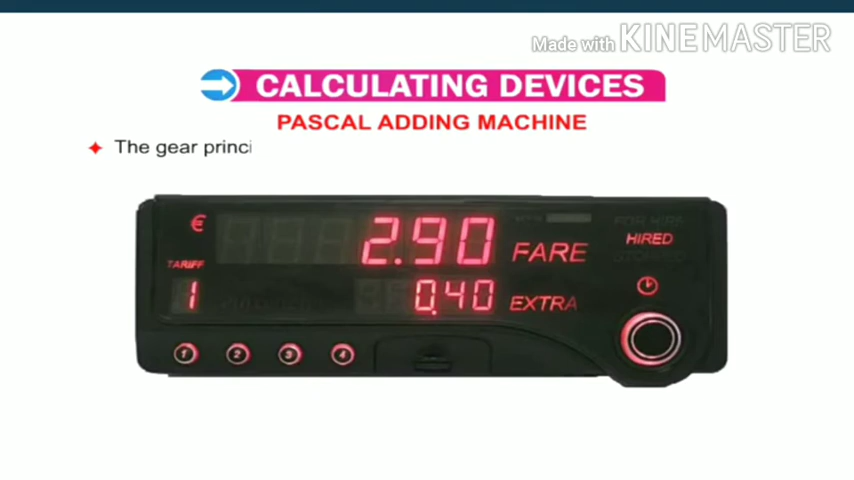 Made with KINEMASTER
CALCULATING DEVICES
PASCAL ADDING MACHINE
The gear princi
€ 2.90 FARE
HIRED
TARIFF
1 0.40 EXTRA
1 2 3 4